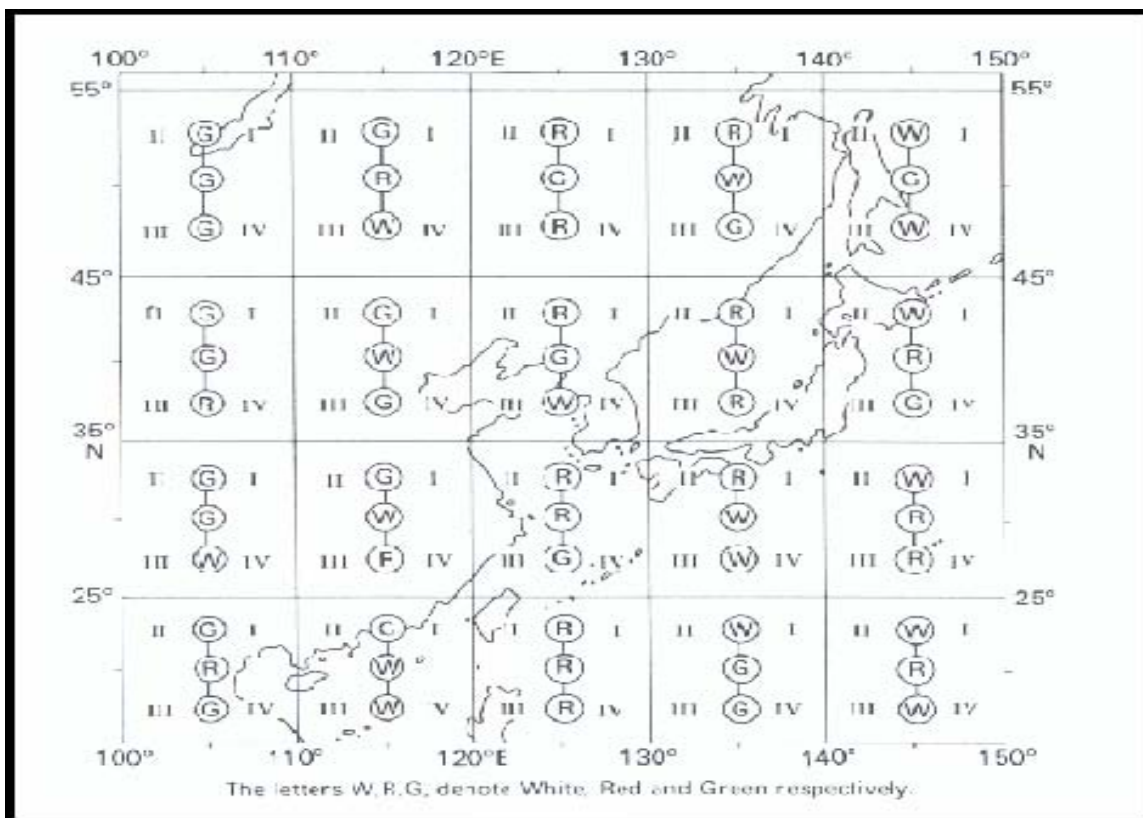 100° 110° 120°E 130° 140° 150°
55° 55°
II G I II G I II R I II R I II W I
G R G W G
III G IV III W IV III R IV III G IV III W IV
45° 45°
II G I II G I II R I II R I II W I
G W G W R
III R IV III G IV III W IV III R IV III G IV
35° 35°
N N
II G I II G I II R I II R I II W I
G W R W R
III W IV III IV III G IV III W IV III R IV
25° 25°
II G I II G I II R I II W I II W I
R W R G R
III G IV III W V III R IV III G IV III W IV
100° 110° 120°E 130° 140° 150°
The letters W,R,G, denote White, Red and Green respectively.